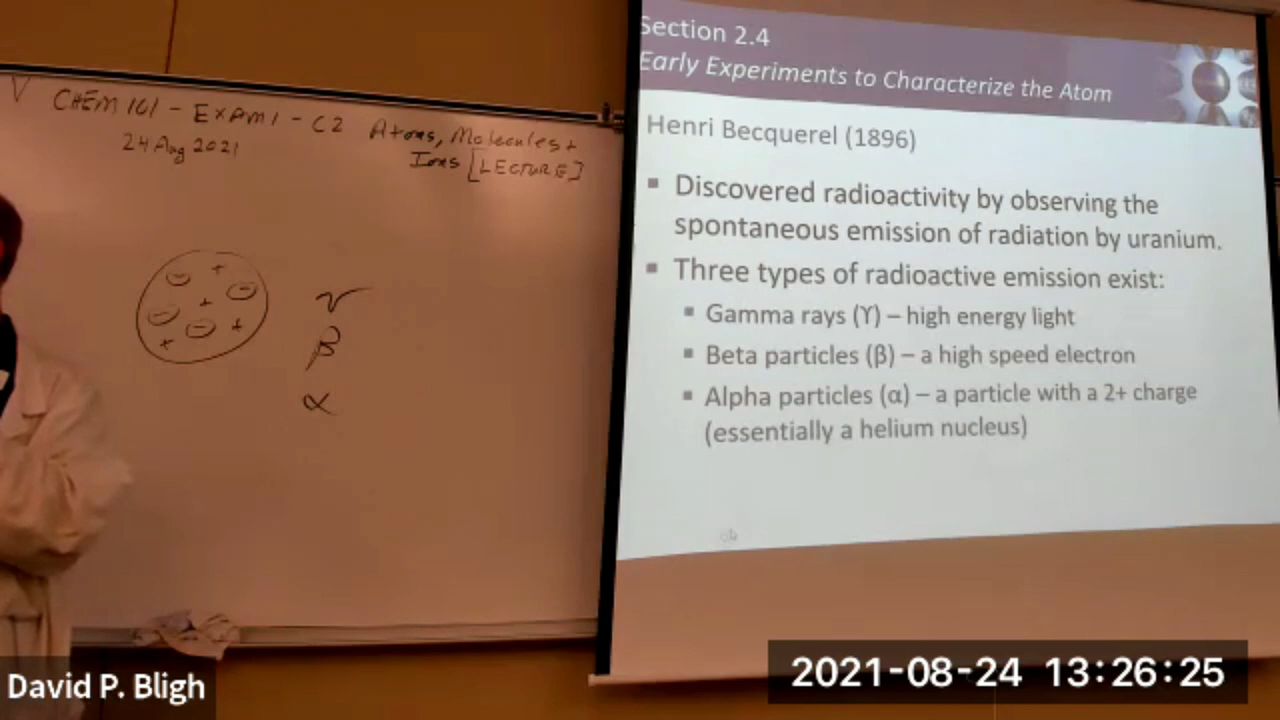 CHEM 101 - EXAM 1 - C2 Atoms, Molecules +
24 Aug 2021 Ions [LECTURE]
- + -
+
- - +
+
γ
β
α
Section 2.4
Early Experiments to Characterize the Atom
Henri Becquerel (1896)
▪ Discovered radioactivity by observing the
spontaneous emission of radiation by uranium.
▪ Three types of radioactive emission exist:
▪ Gamma rays (ϒ) – high energy light
▪ Beta particles (β) – a high speed electron
▪ Alpha particles (α) – a particle with a 2+ charge
(essentially a helium nucleus)
David P. Bligh
2021-08-24 13:26:25